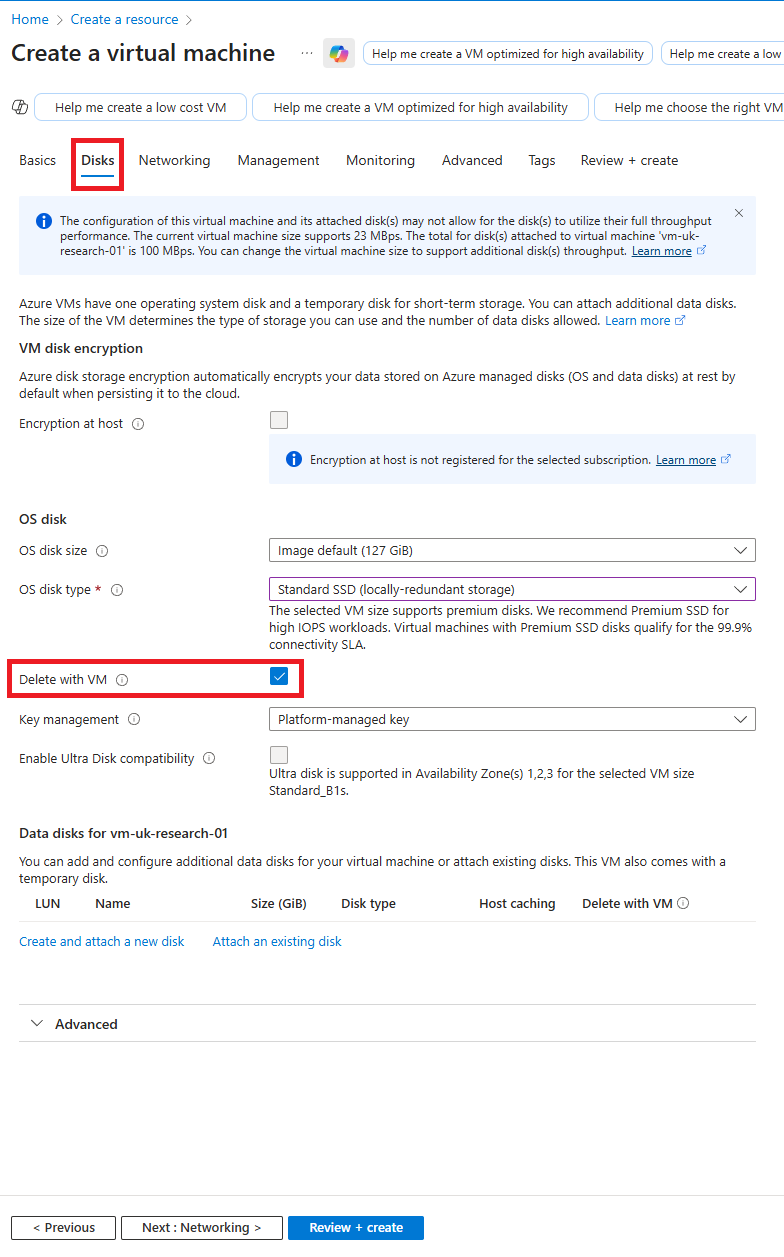 Home > Create a resource >
Create a virtual machine ... Help me create a VM optimized for high availability Help me create a low
Help me create a low cost VM Help me create a VM optimized for high availability Help me choose the right VM
Basics Disks Networking Management Monitoring Advanced Tags Review + create
The configuration of this virtual machine and its attached disk(s) may not allow for the disk(s) to utilize their full throughput
performance. The current virtual machine size supports 23 MBps. The total for disk(s) attached to virtual machine 'vm-uk-
research-01' is 100 MBps. You can change the virtual machine size to support additional disk(s) throughput. Learn more
Azure VMs have one operating system disk and a temporary disk for short-term storage. You can attach additional data disks.
The size of the VM determines the type of storage you can use and the number of data disks allowed. Learn more
VM disk encryption
Azure disk storage encryption automatically encrypts your data stored on Azure managed disks (OS and data disks) at rest by
default when persisting it to the cloud.
Encryption at host
Encryption at host is not registered for the selected subscription. Learn more
OS disk
OS disk size Image default (127 GiB)
OS disk type * Standard SSD (locally-redundant storage)
The selected VM size supports premium disks. We recommend Premium SSD for
high IOPS workloads. Virtual machines with Premium SSD disks qualify for the 99.9%
connectivity SLA.
Delete with VM
Key management Platform-managed key
Enable Ultra Disk compatibility
Ultra disk is supported in Availability Zone(s) 1,2,3 for the selected VM size
Standard_B1s.
Data disks for vm-uk-research-01
You can add and configure additional data disks for your virtual machine or attach existing disks. This VM also comes with a
temporary disk.
LUN Name Size (GiB) Disk type Host caching Delete with VM
Create and attach a new disk Attach an existing disk
Advanced
< Previous Next : Networking > Review + create